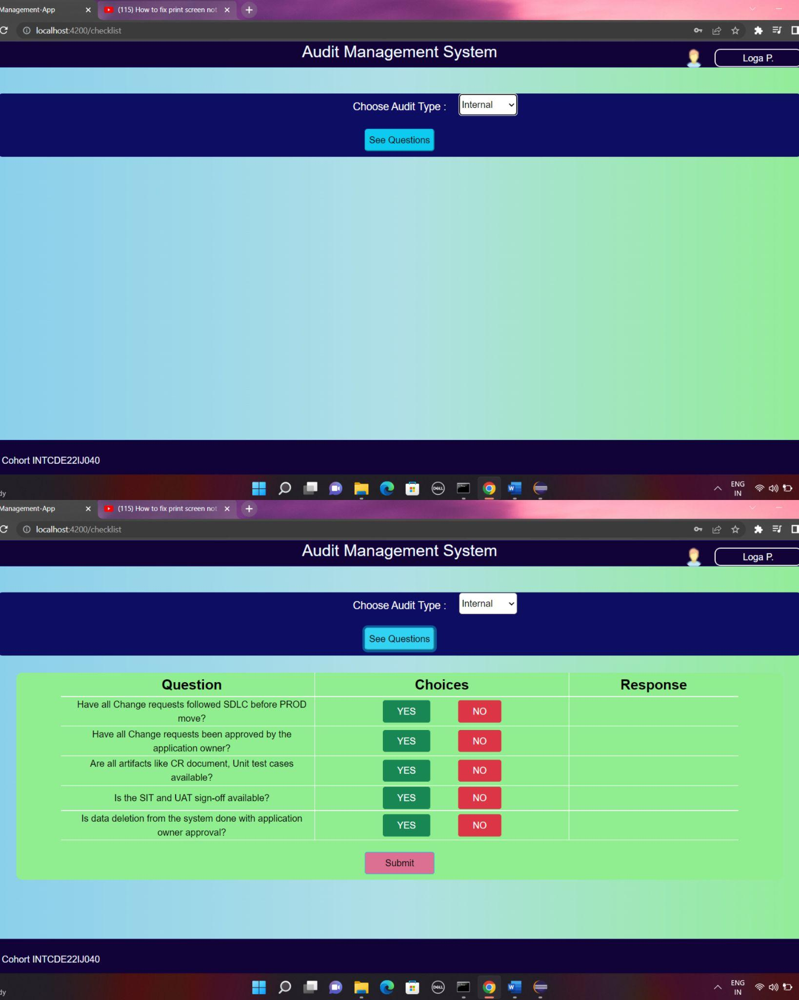 Management-App
(115) How to fix print screen not
localhost:4200/checklist
Audit Management System
Loga P.
Choose Audit Type :
Internal
See Questions
Cohort INTCDE22IJ040
dy
DELL
W
ENG
IN
Management-App
(115) How to fix print screen not
localhost:4200/checklist
Audit Management System
Loga P.
Choose Audit Type :
Internal
See Questions
Question Choices Response
Have all Change requests followed SDLC before PROD
move?
YES NO
Have all Change requests been approved by the
application owner?
YES NO
Are all artifacts like CR document, Unit test cases
available?
YES NO
Is the SIT and UAT sign-off available?
YES NO
Is data deletion from the system done with application
owner approval?
YES NO
Submit
Cohort INTCDE22IJ040
dy
DELL
W
ENG
IN